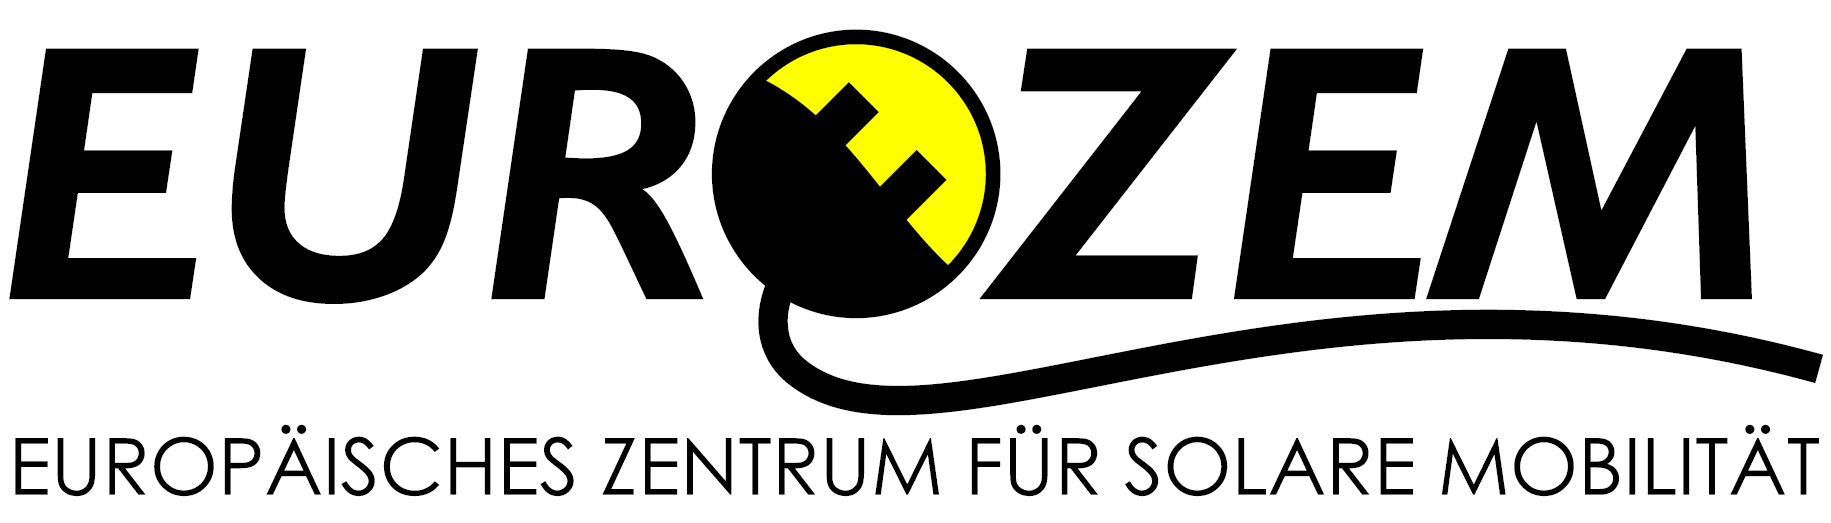 EUROZEM
EUROPÄISCHES ZENTRUM FÜR SOLARE MOBILITÄT